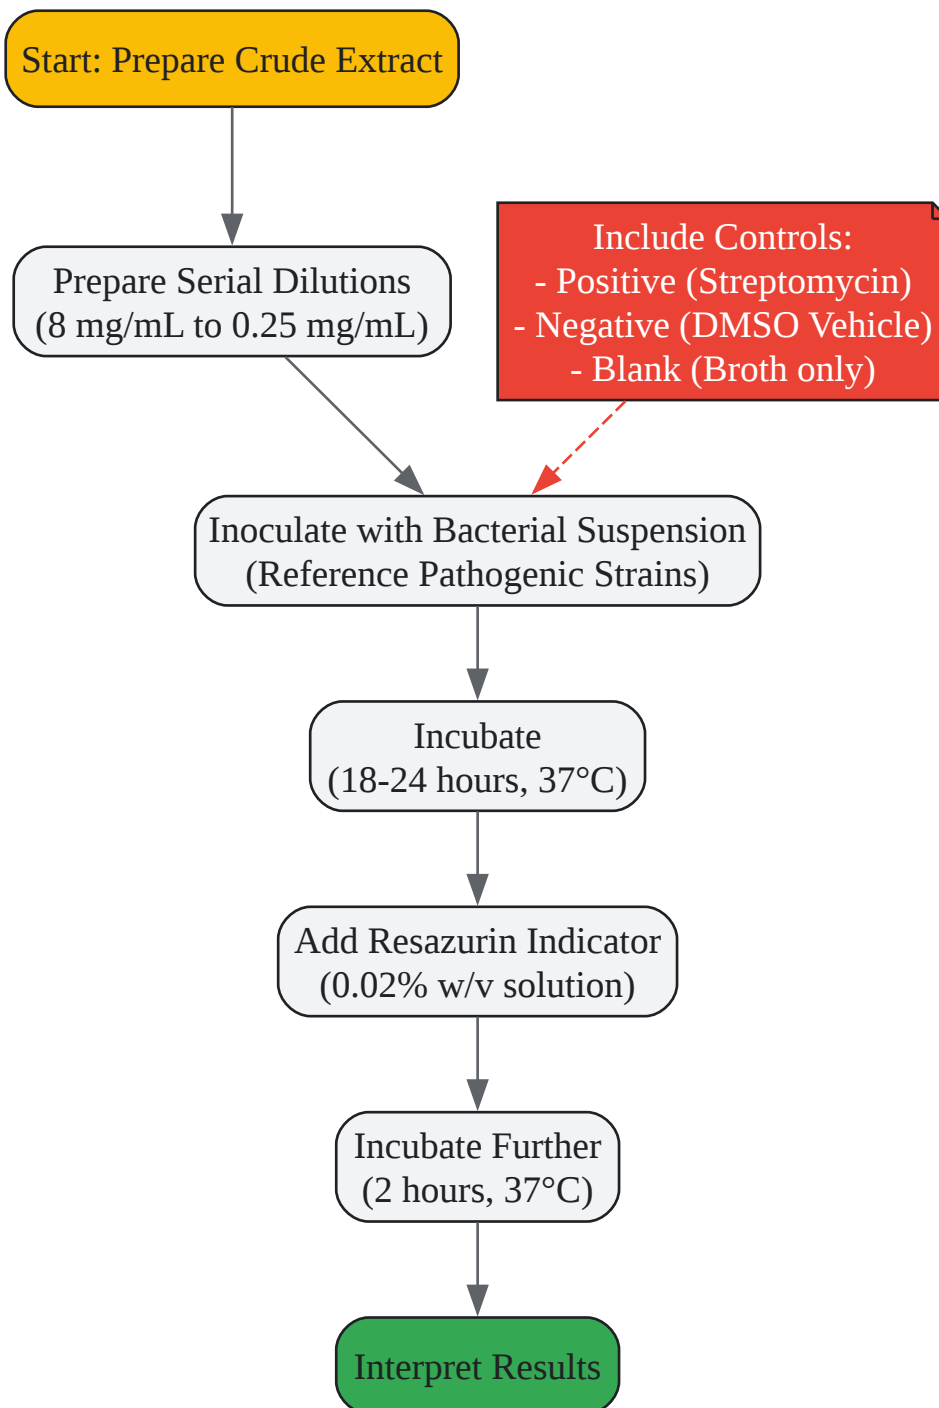 Start: Prepare Crude Extract
Prepare Serial Dilutions
(8 mg/mL to 0.25 mg/mL)
Include Controls:
- Positive (Streptomycin)
- Negative (DMSO Vehicle)
- Blank (Broth only)
Inoculate with Bacterial Suspension
(Reference Pathogenic Strains)
Incubate
(18-24 hours, 37°C)
Add Resazurin Indicator
(0.02% w/v solution)
Incubate Further
(2 hours, 37°C)
Interpret Results